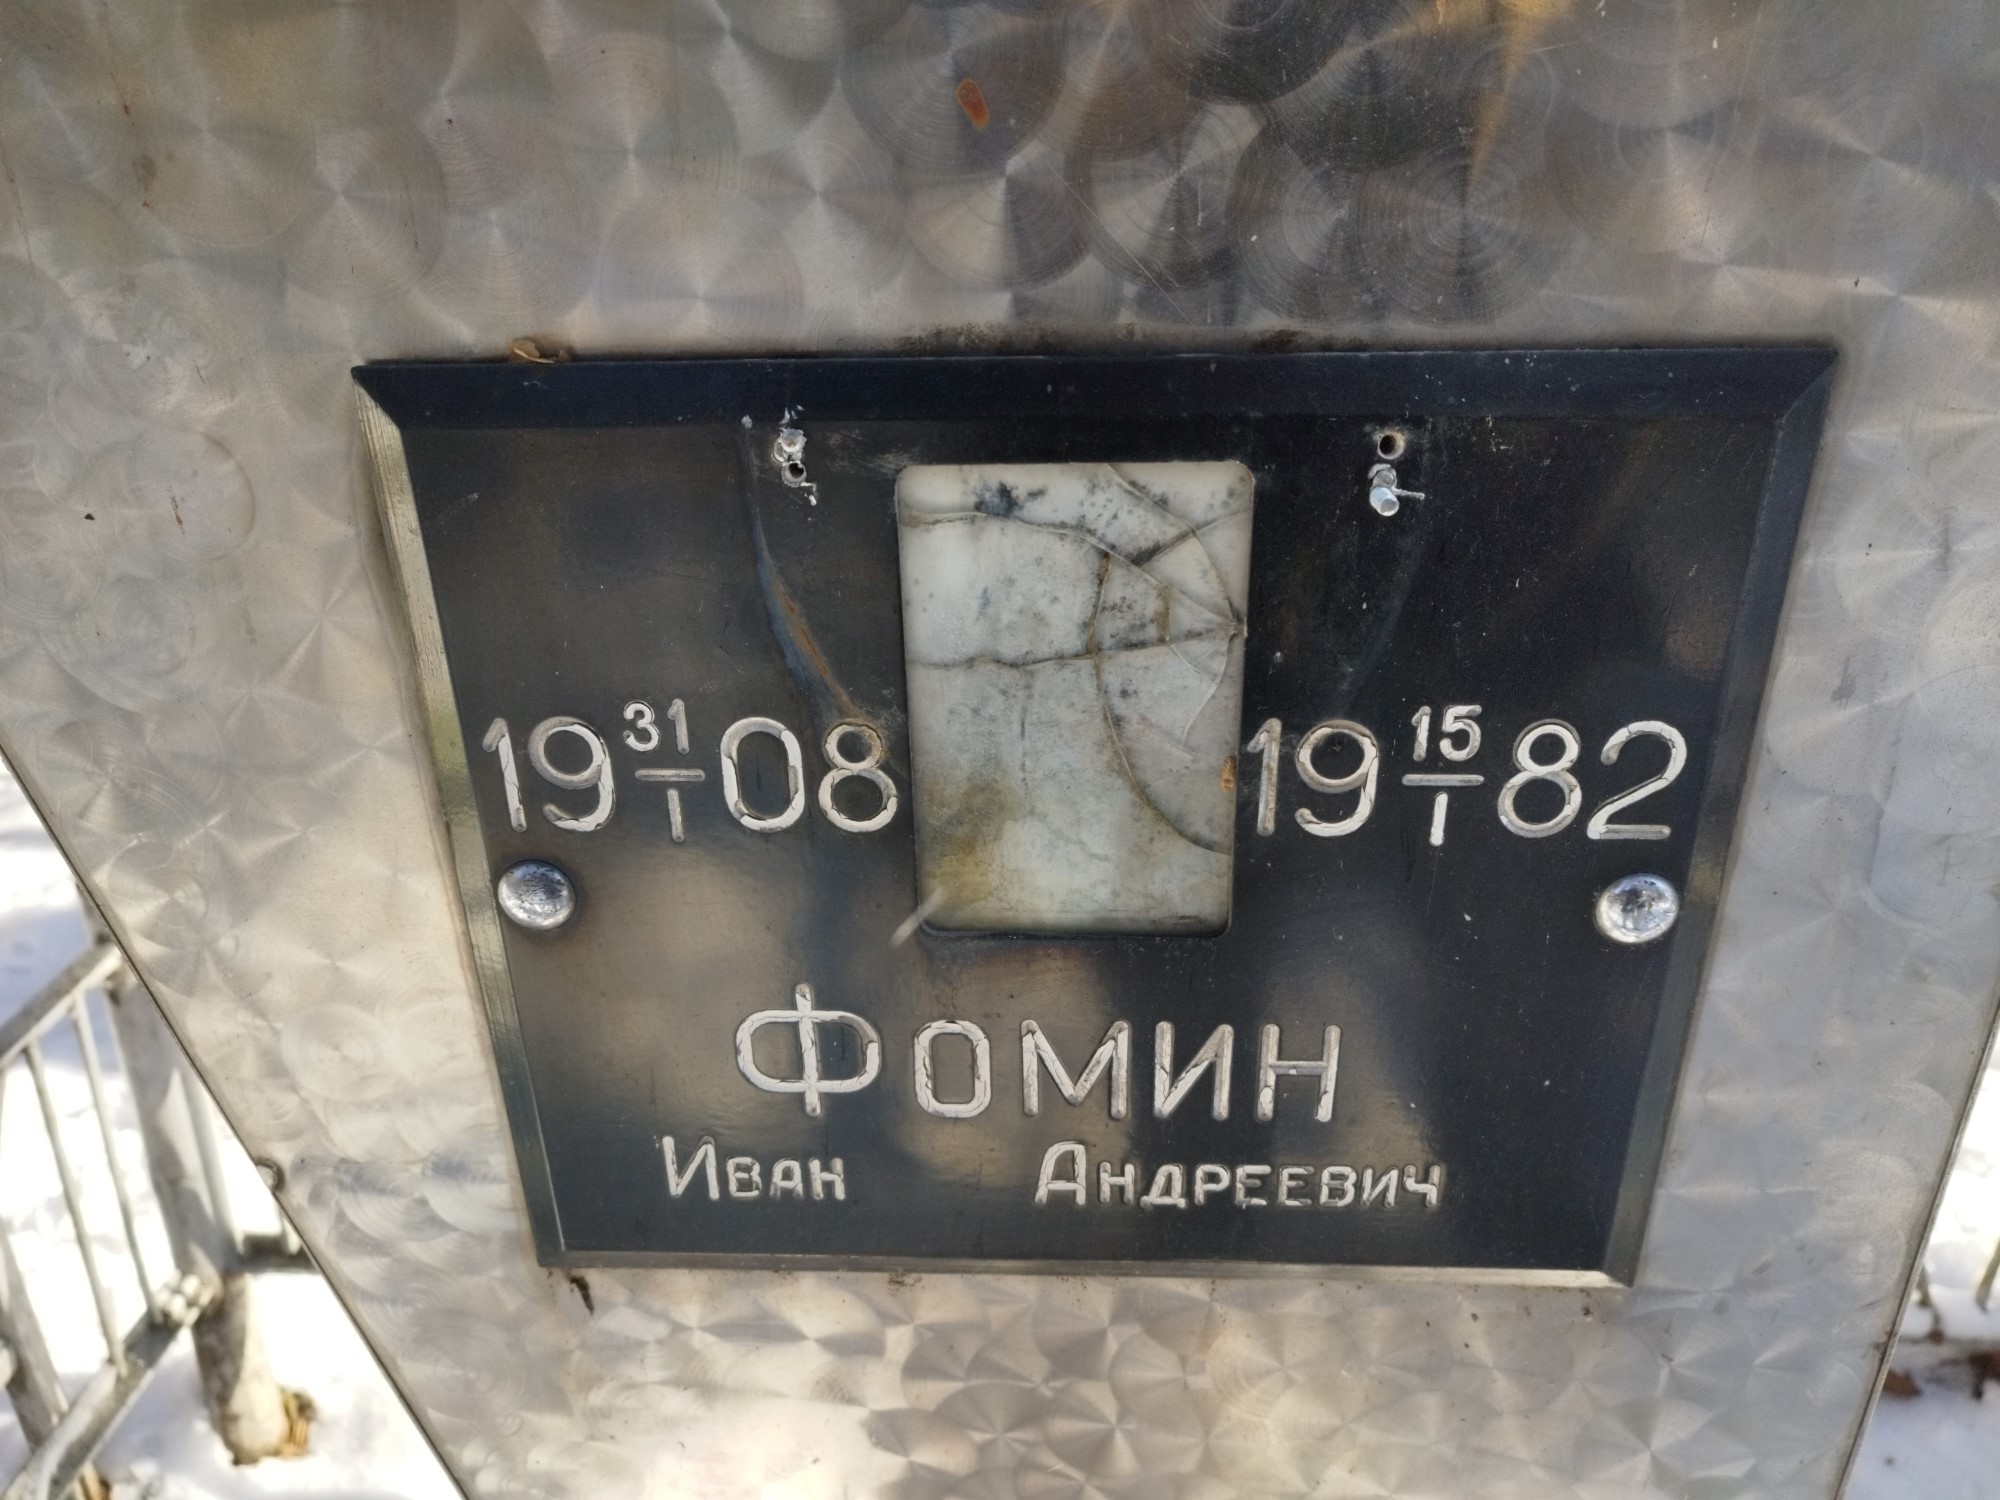 19 31/I 08 19 15/I 82
Фомин
Иван Андреевич